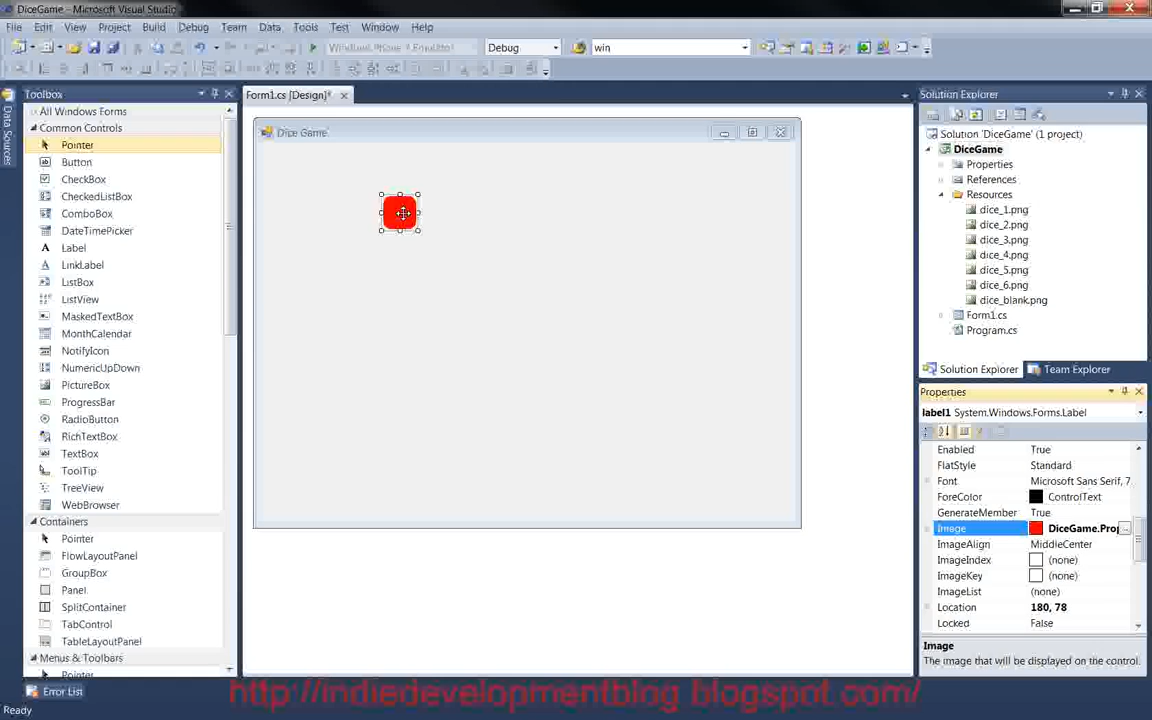 DiceGame - Microsoft Visual Studio
File Edit View Project Build Debug Team Data Tools Test Window Help
Debug win
Toolbox
Form1.cs [Design]*
Solution Explorer
Data Sources
All Windows Forms
Common Controls
Pointer
Button
CheckBox
CheckedListBox
ComboBox
DateTimePicker
Label
LinkLabel
ListBox
ListView
MaskedTextBox
MonthCalendar
NotifyIcon
NumericUpDown
PictureBox
ProgressBar
RadioButton
RichTextBox
TextBox
ToolTip
TreeView
WebBrowser
Containers
Pointer
FlowLayoutPanel
GroupBox
Panel
SplitContainer
TabControl
TableLayoutPanel
Menus & Toolbars
Pointer
Error List
Ready
Dice Game
Solution 'DiceGame' (1 project)
DiceGame
Properties
References
Resources
dice_1.png
dice_2.png
dice_3.png
dice_4.png
dice_5.png
dice_6.png
dice_blank.png
Form1.cs
Program.cs
Solution Explorer Team Explorer
Properties
label1 System.Windows.Forms.Label
Enabled True
FlatStyle Standard
Font Microsoft Sans Serif, 7
ForeColor ControlText
GenerateMember True
Image DiceGame.Prop
ImageAlign MiddleCenter
ImageIndex (none)
ImageKey (none)
ImageList (none)
Location 180, 78
Locked False
Image
The image that will be displayed on the control.
http://indiedevelopmentblog.blogspot.com/